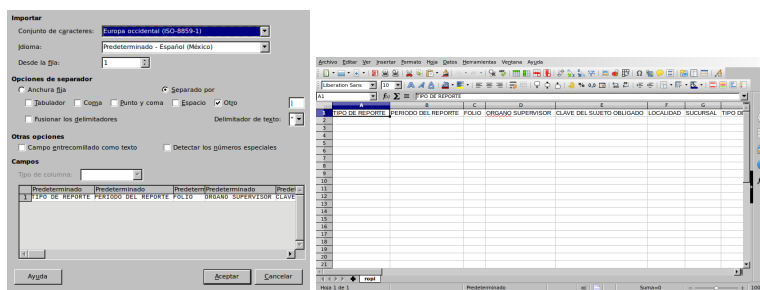 Importar
Conjunto de caracteres: Europa occidental (ISO-8859-1)
Idioma: Predeterminado - Español (México)
Desde la fila: 1
Opciones de separador
Anchura fija Separado por
Tabulador Coma Punto y coma Espacio Otro |
Fusionar los delimitadores Delimitador de texto: "
Otras opciones
Campo entrecomillado como texto Detectar los números especiales
Campos
Tipo de columna:
Predeterminado Predeterminado Predeterm Predeterminado Predet
1 TIPO DE REPORTE PERIODO DEL REPORTE FOLIO ORGANO SUPERVISOR CLAVE
Ayuda Aceptar Cancelar
Archivo Editar Ver Insertar Formato Hoja Datos Herramientas Ventana Ayuda
Liberation Sans 10
A1 TIPO DE REPORTE
A B C D E F G
1 TIPO DE REPORTE PERIODO DEL REPORTE FOLIO ORGANO SUPERVISOR CLAVE DEL SUJETO OBLIGADO LOCALIDAD SUCURSAL TIPO DE
2
3
4
5
6
7
8
9
10
11
12
13
14
15
16
17
18
19
20
21
ropi
Hoja 1 de 1 Predeterminado Suma=0 100